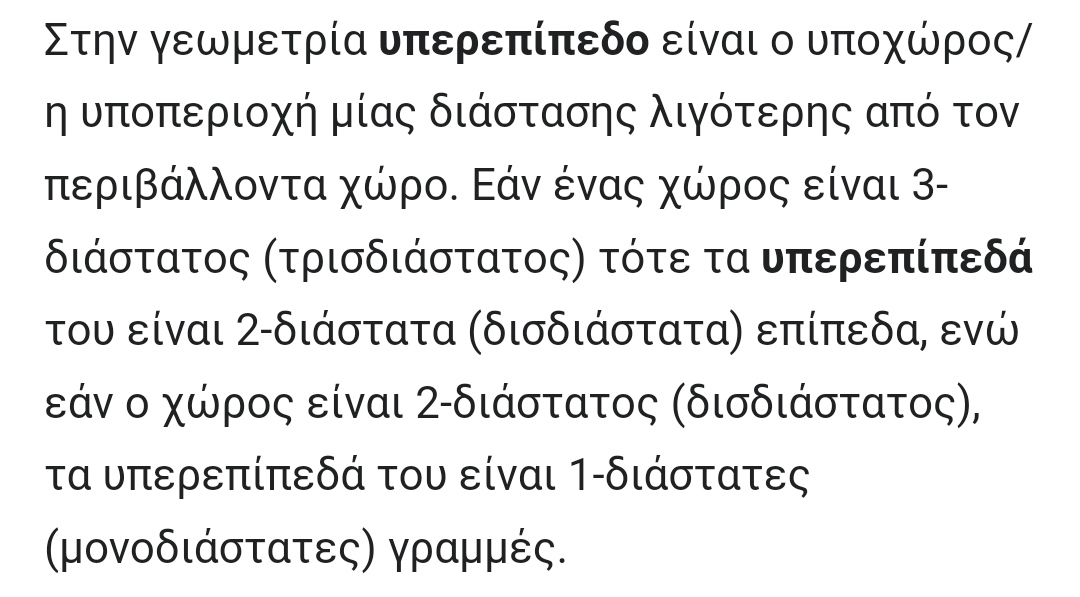 Στην γεωμετρία υπερεπίπεδο είναι ο υποχώρος/
η υποπεριοχή μίας διάστασης λιγότερης από τον
περιβάλλοντα χώρο. Εάν ένας χώρος είναι 3-
διάστατος (τρισδιάστατος) τότε τα υπερεπίπεδά
του είναι 2-διάστατα (δισδιάστατα) επίπεδα, ενώ
εάν ο χώρος είναι 2-διάστατος (δισδιάστατος),
τα υπερεπίπεδά του είναι 1-διάστατες
(μονοδιάστατες) γραμμές.